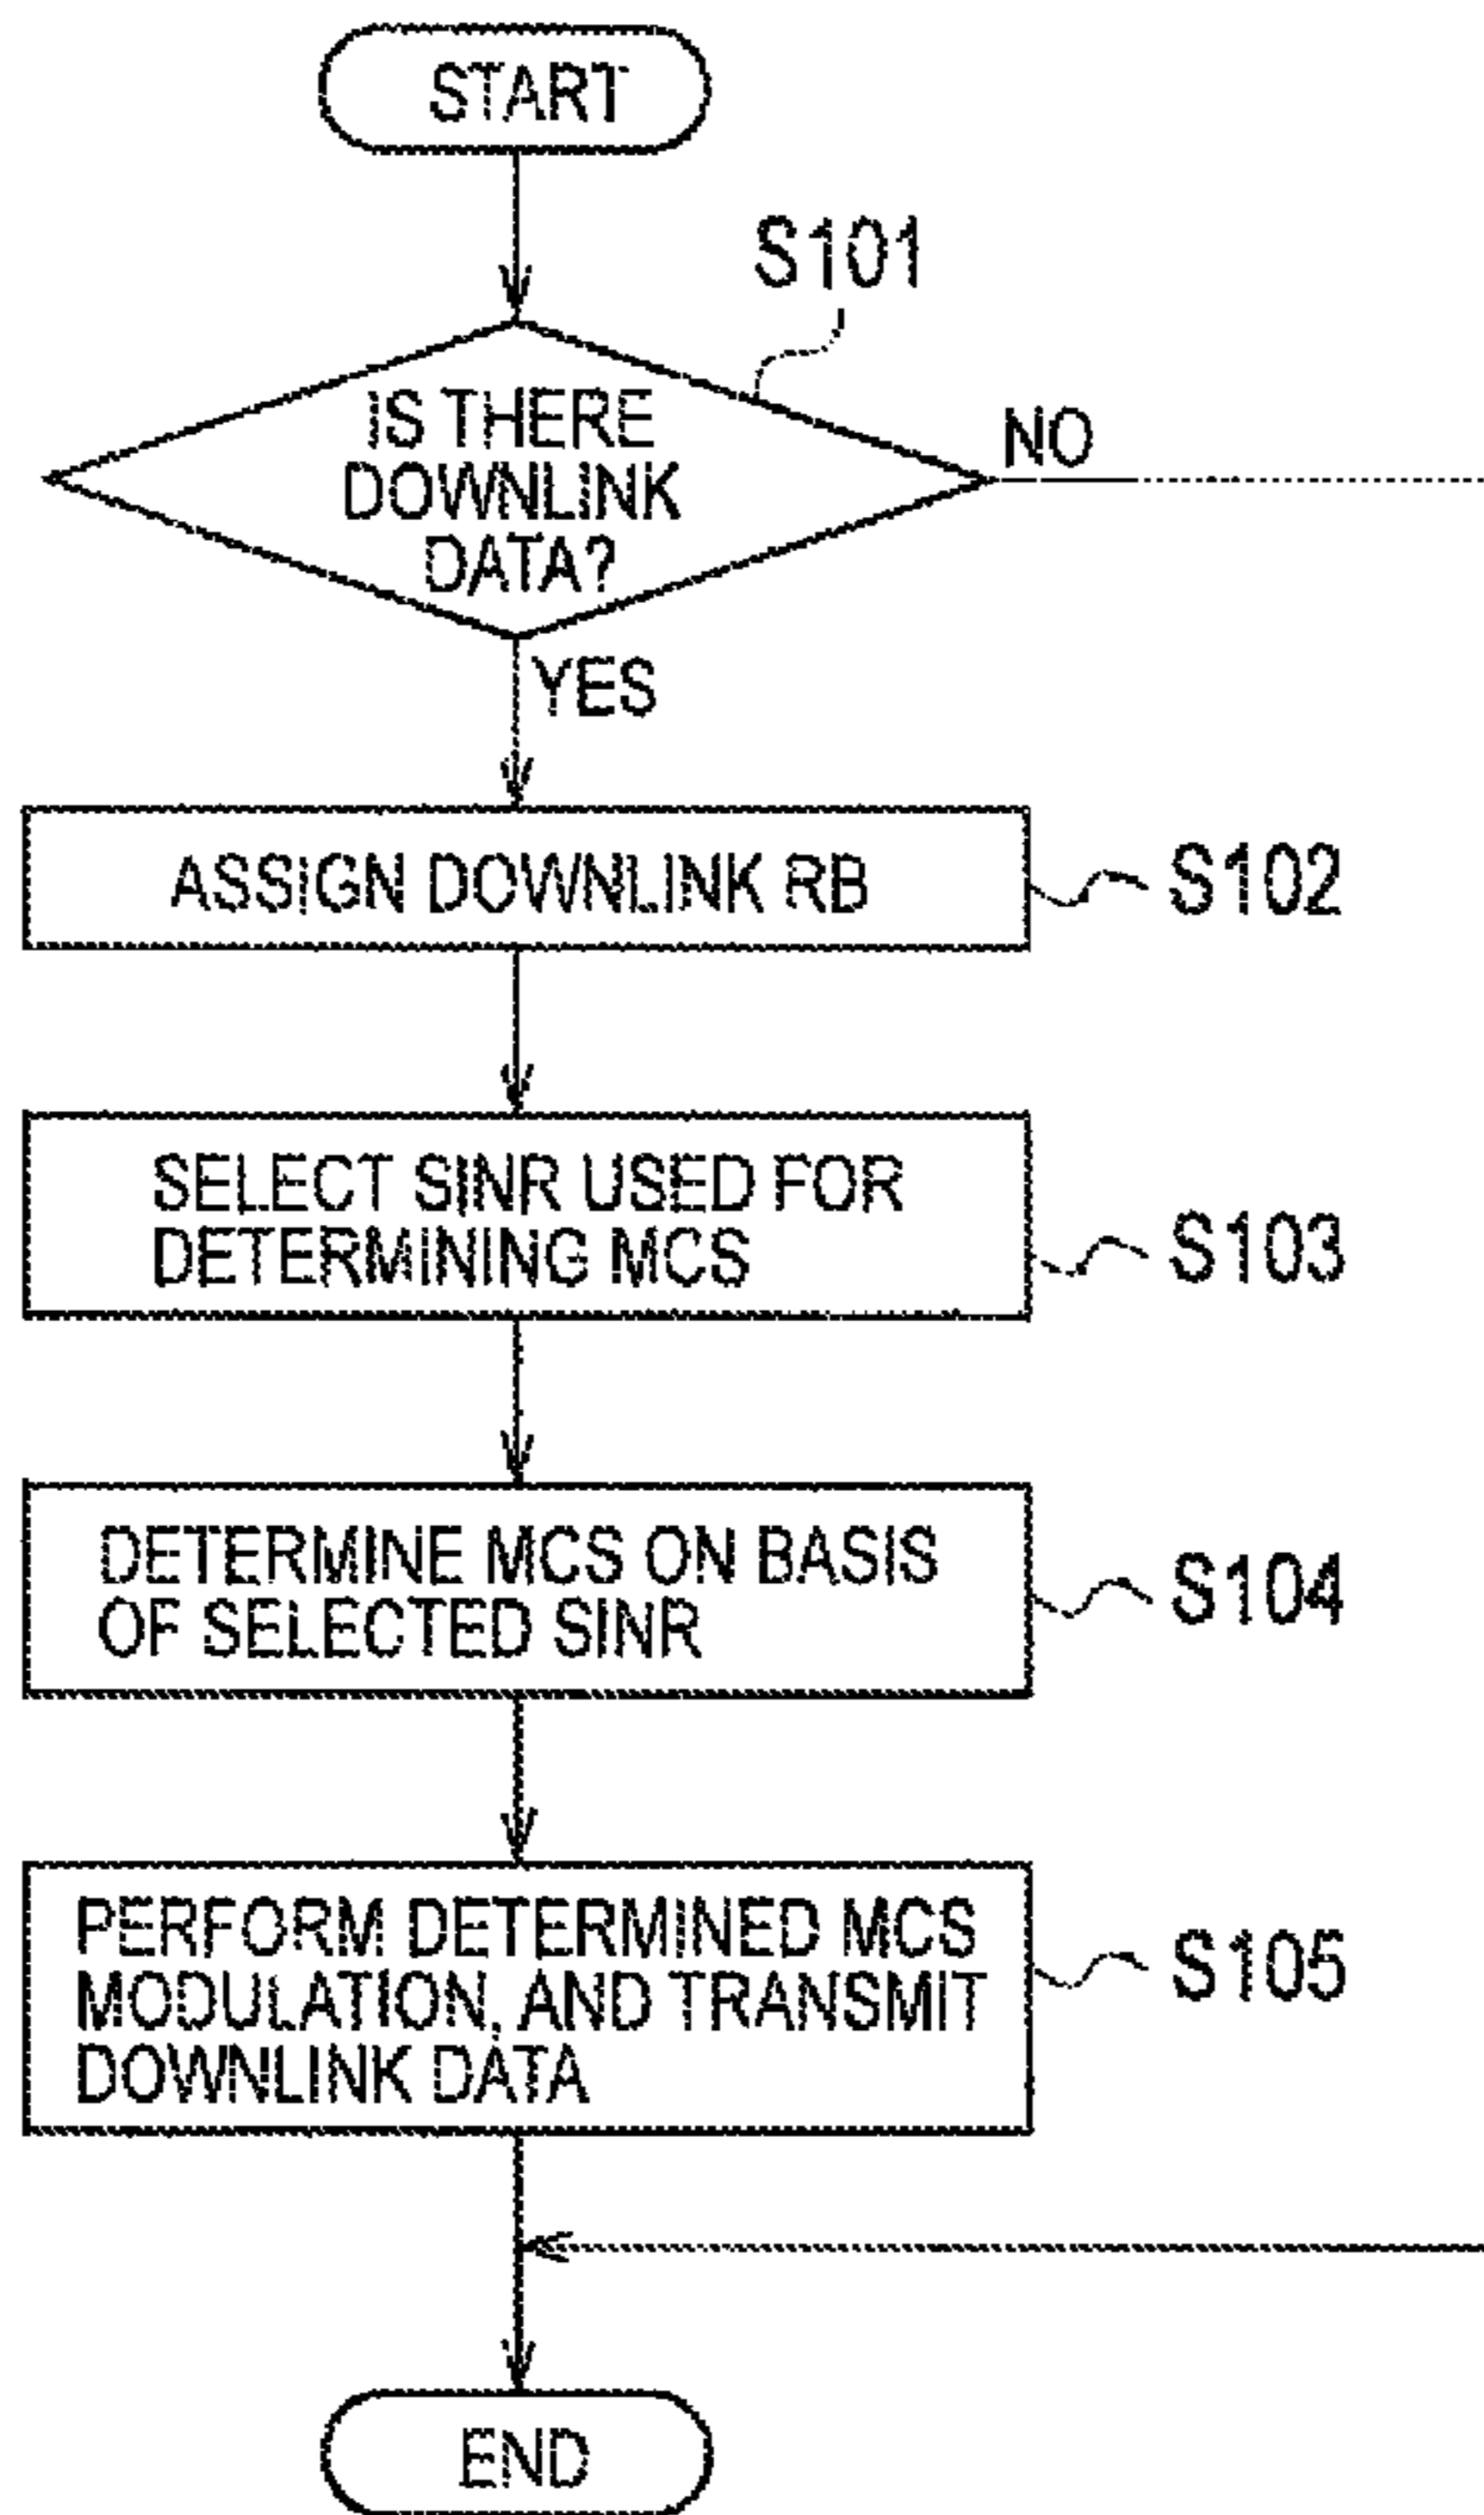 START
S101
IS THERE
DOWNLINK
DATA?
NO
YES
ASSIGN DOWNLINK RB
S102
SELECT SINR USED FOR
DETERMINING MCS
S103
DETERMINE MCS ON BASIS
OF SELECTED SINR
S104
PERFORM DETERMINED MCS
MODULATION, AND TRANSMIT
DOWNLINK DATA
S105
END